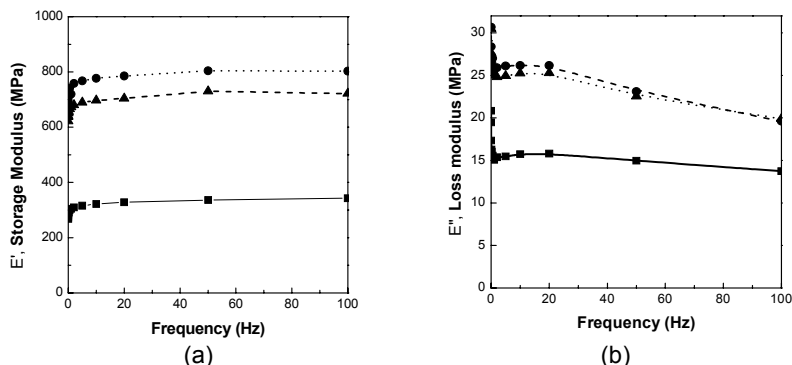 1000
800
600
400
200
0
E', Storage Modulus (MPa)
0 20 40 60 80 100
Frequency (Hz)
(a)
35
30
25
20
15
10
5
0
E", Loss modulus (MPa)
0 20 40 60 80 100
Frequency (Hz)
(b)